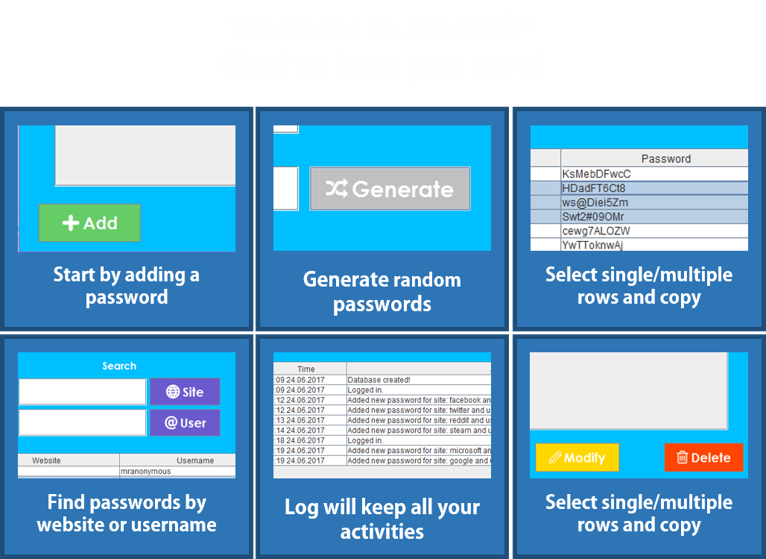 Add
Start by adding a
password
Generate
Generate random
passwords
Password
KsMebDFwcC
HDadFT6Ct8
ws@Diei5Zm
Swt2#09OMr
cewg7ALOZW
YwTToknwAj
Select single/multiple
rows and copy
Search
Site
@ User
Website Username
mranonymous
Find passwords by
website or username
Time
:09 24.06.2017 Database created!
:09 24.06.2017 Logged in.
:12 24.06.2017 Added new password for site: facebook an
:12 24.06.2017 Added new password for site: twitter and u
:13 24.06.2017 Added new password for site: reddit and us
:14 24.06.2017 Added new password for site: steam and u
:18 24.06.2017 Logged in.
:19 24.06.2017 Added new password for site: microsoft an
:19 24.06.2017 Added new password for site: google and
Log will keep all your
activities
Modify
Delete
Select single/multiple
rows and copy